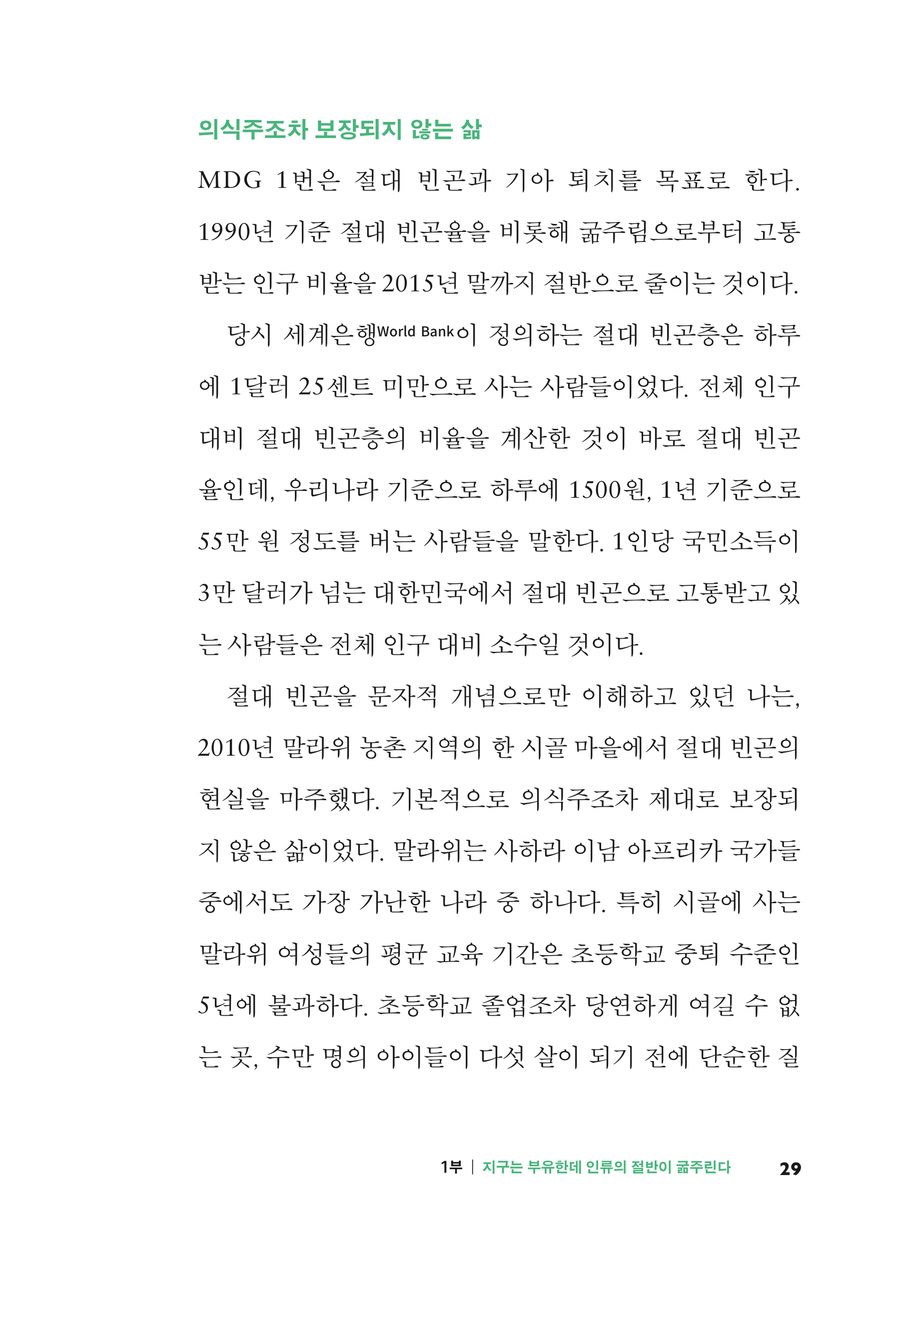 의식주조차 보장되지 않는 삶
MDG 1번은 절대 빈곤과 기아 퇴치를 목표로 한다.
1990년 기준 절대 빈곤율을 비롯해 굶주림으로부터 고통
받는 인구 비율을 2015년 말까지 절반으로 줄이는 것이다.
당시 세계은행World Bank이 정의하는 절대 빈곤층은 하루
에 1달러 25센트 미만으로 사는 사람들이었다. 전체 인구
대비 절대 빈곤층의 비율을 계산한 것이 바로 절대 빈곤
율인데, 우리나라 기준으로 하루에 1500원, 1년 기준으로
55만 원 정도를 버는 사람들을 말한다. 1인당 국민소득이
3만 달러가 넘는 대한민국에서 절대 빈곤으로 고통받고 있
는 사람들은 전체 인구 대비 소수일 것이다.
절대 빈곤을 문자적 개념으로만 이해하고 있던 나는,
2010년 말라위 농촌 지역의 한 시골 마을에서 절대 빈곤의
현실을 마주했다. 기본적으로 의식주조차 제대로 보장되
지 않은 삶이었다. 말라위는 사하라 이남 아프리카 국가들
중에서도 가장 가난한 나라 중 하나다. 특히 시골에 사는
말라위 여성들의 평균 교육 기간은 초등학교 중퇴 수준인
5년에 불과하다. 초등학교 졸업조차 당연하게 여길 수 없
는 곳, 수만 명의 아이들이 다섯 살이 되기 전에 단순한 질
1부 | 지구는 부유한데 인류의 절반이 굶주린다 29